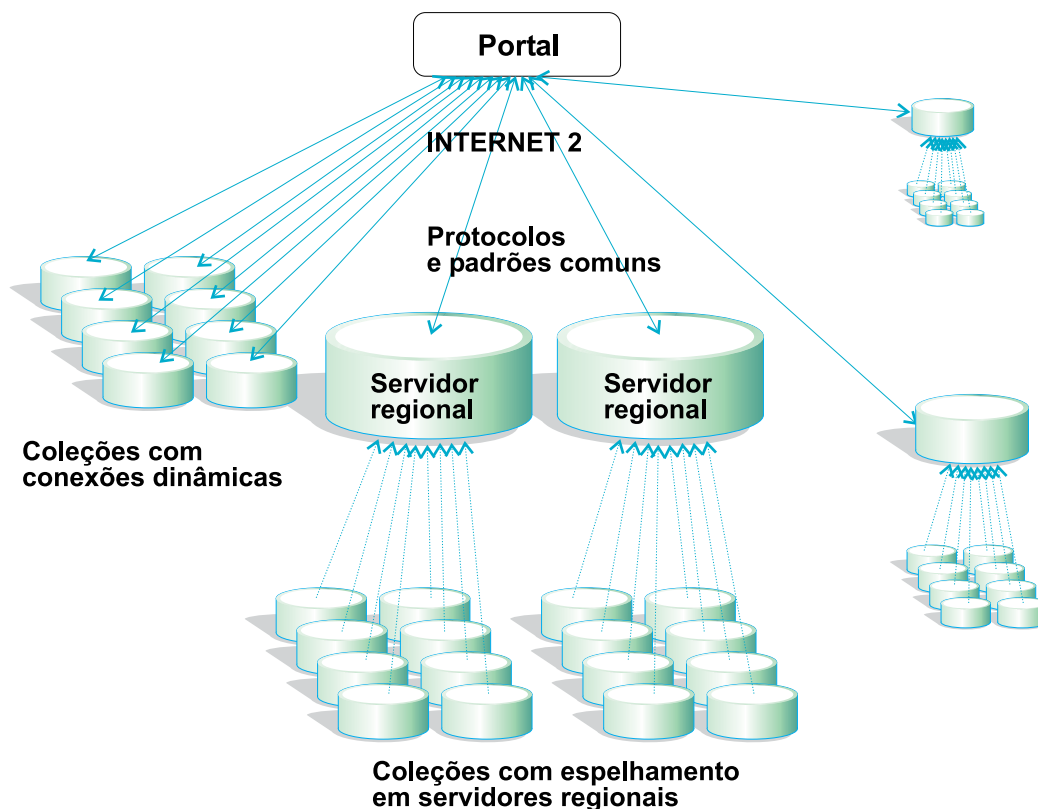 Portal
INTERNET 2
Protocolos
e padrões comuns
Servidor
regional
Servidor
regional
Coleções com
conexões dinâmicas
Coleções com espelhamento
em servidores regionais